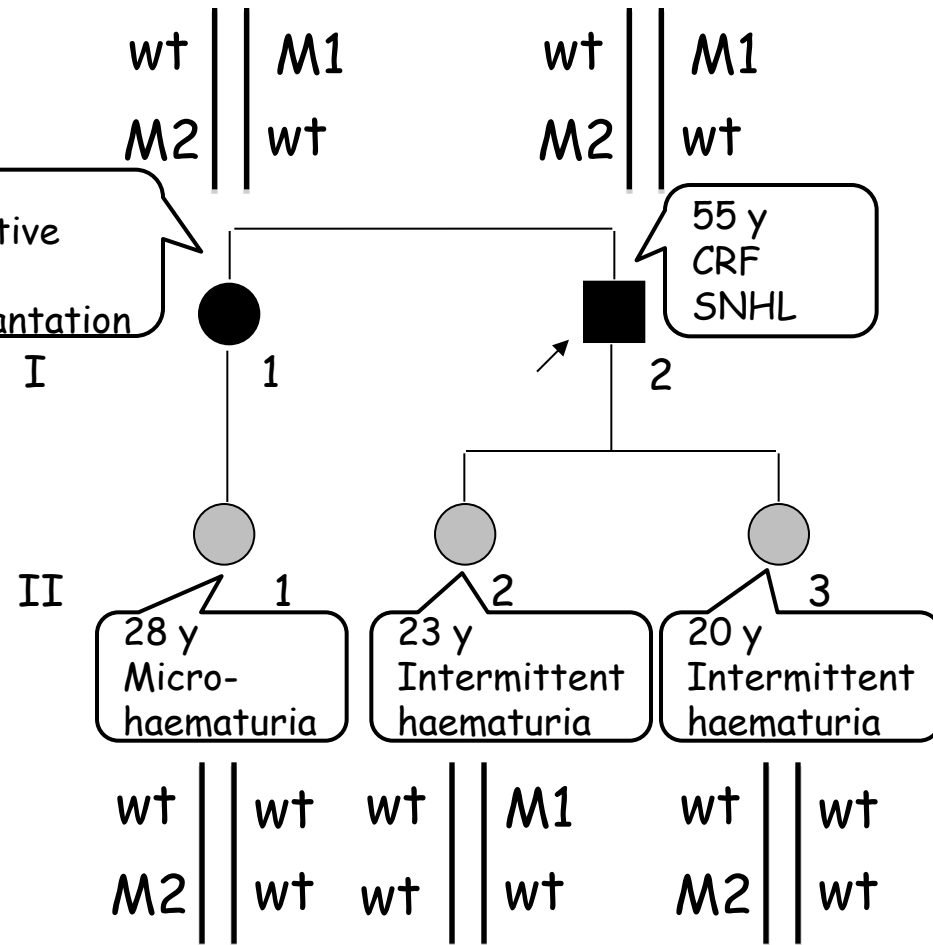 wt M1 wt M1
M2 wt M2 wt
tive
antation
55 y
CRF
SNHL
I 1 2
II 1 2 3
28 y
Micro-
haematuria
23 y
Intermittent
haematuria
20 y
Intermittent
haematuria
wt wt wt M1 wt wt
M2 wt wt wt M2 wt